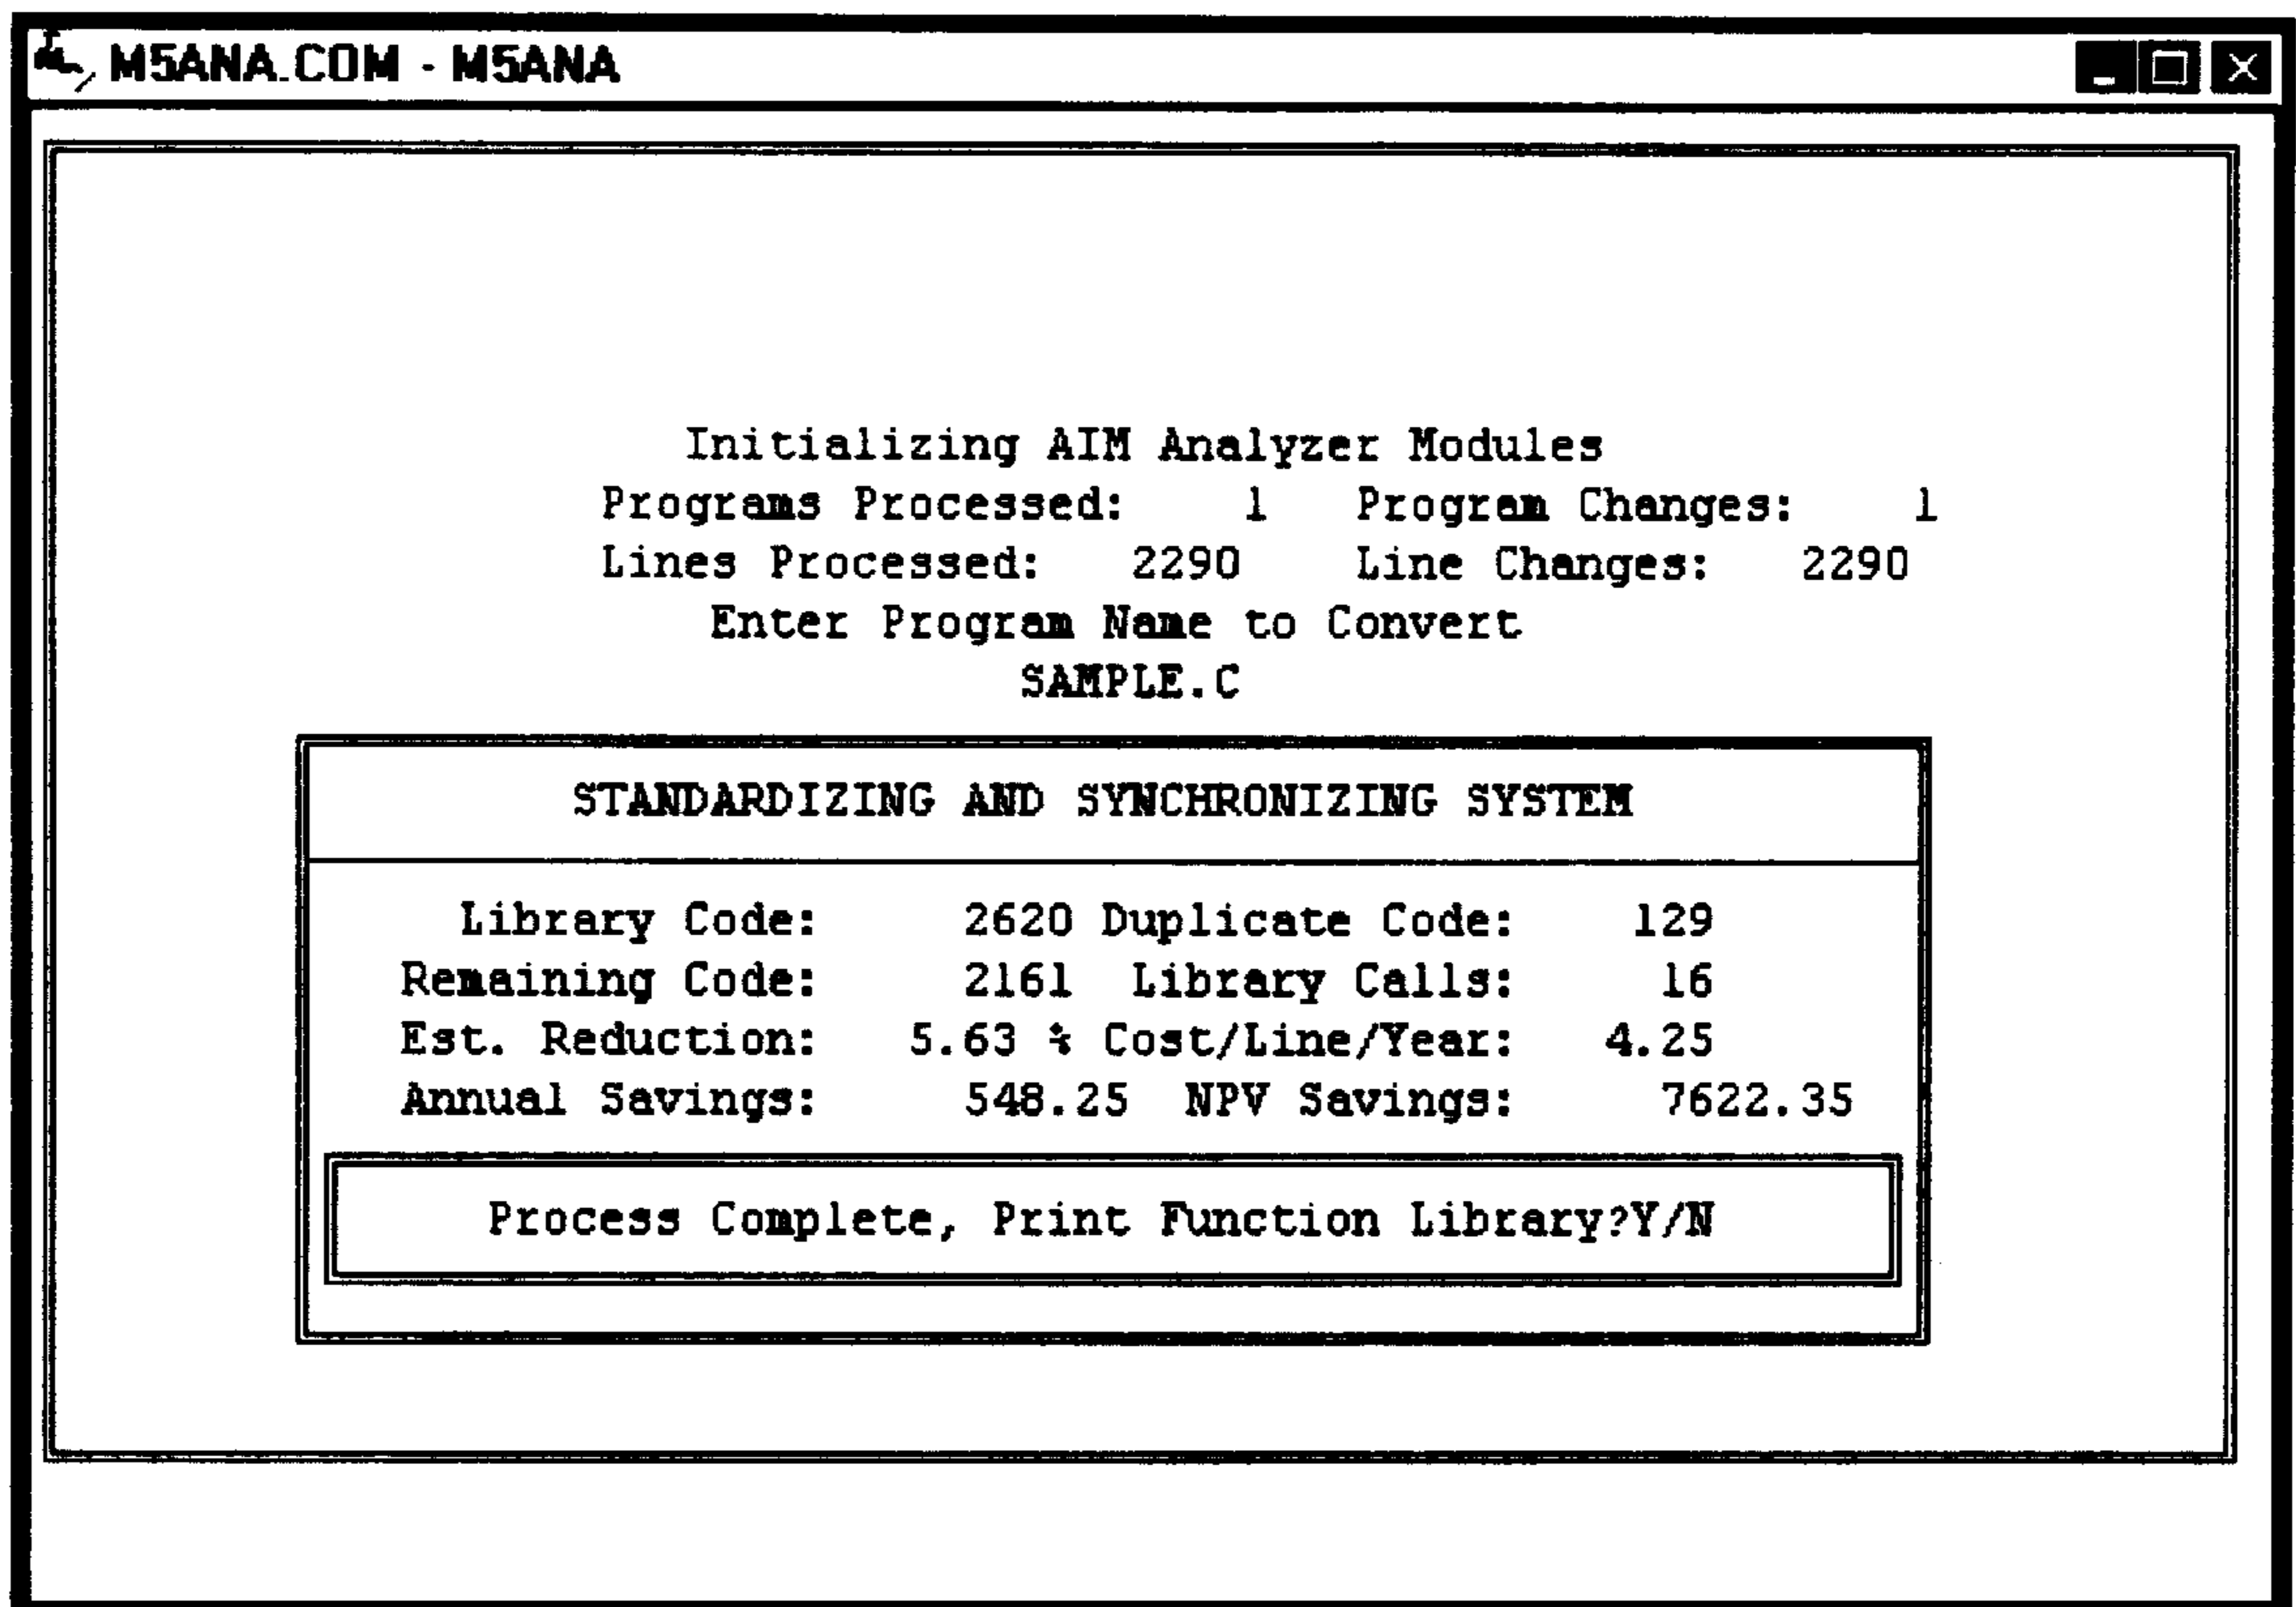 M5ANA.COM - M5ANA
Initializing AIM Analyzer Modules
Programs Processed: 1 Program Changes: 1
Lines Processed: 2290 Line Changes: 2290
Enter Program Name to Convert
SAMPLE.C
STANDARDIZING AND SYNCHRONIZING SYSTEM
Library Code: 2620 Duplicate Code: 129
Remaining Code: 2161 Library Calls: 16
Est. Reduction: 5.63 % Cost/Line/Year: 4.25
Annual Savings: 548.25 NPV Savings: 7622.35
Process Complete, Print Function Library?Y/N